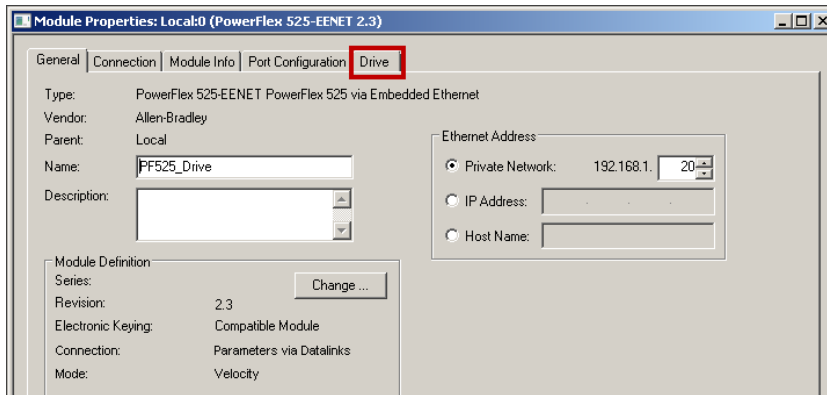 Module Properties: Local:0 (PowerFlex 525-EENET 2.3)
General Connection Module Info Port Configuration Drive
Type: PowerFlex 525-EENET PowerFlex 525 via Embedded Ethernet
Vendor: Allen-Bradley
Parent: Local
Name: PF525_Drive
Description:
Ethernet Address
Private Network: 192.168.1. 20
IP Address:
Host Name:
Module Definition
Series:
Change ...
Revision: 2.3
Electronic Keying: Compatible Module
Connection: Parameters via Datalinks
Mode: Velocity